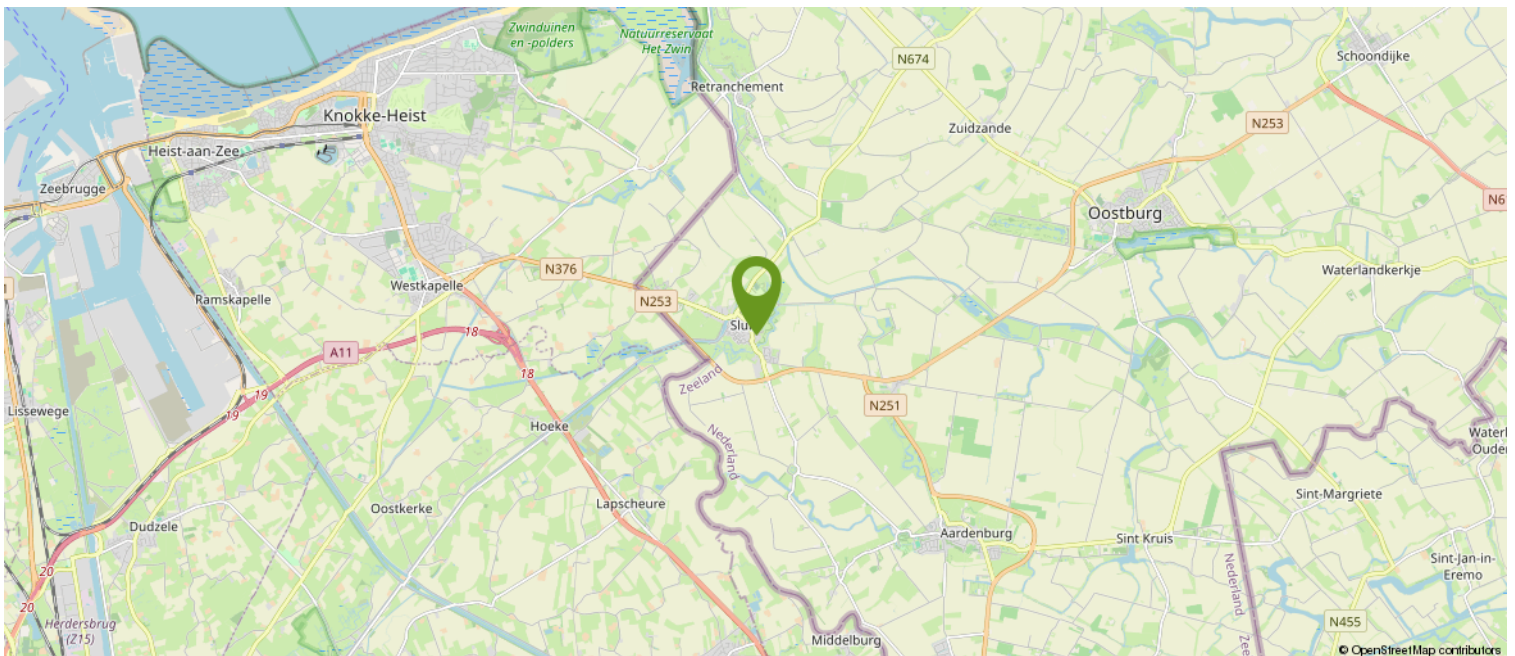 Zwinduinen
en -polders
Natuurreservaat
Het Zwin
N674
Schoondijke
Retranchement
Knokke-Heist
Zuidzande
N253
Heist-aan-Zee
Zeebrugge
N6
Oostburg
N376
Waterlandkerkje
Westkapelle
Ramskapelle
N253
18
A11
18
Zeeland
19
19
N251
Lissewege
Hoeke
Nederland
Sint-Margriete
Oostkerke
Lapscheure
Dudzele
Aardenburg
Sint Kruis
Sint-Jan-in-
Eremo
20
20
Nederland
Herdersbrug
(Z15)
N455
Middelburg
© OpenStreetMap contributors